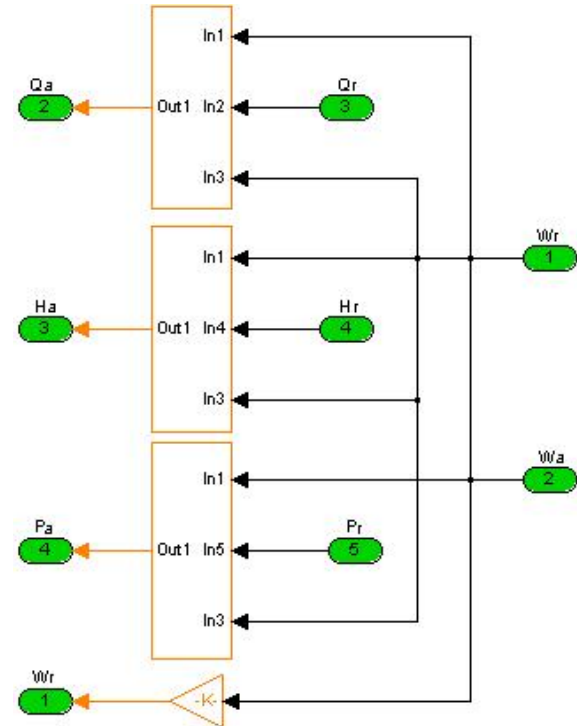 In1
Qa
Qr
2
Out1
In2
3
In3
Wr
In1
1
Ha
Hr
3
Out1
In4
4
In3
Wa
In1
2
Pa
Pr
4
Out1
In5
5
In3
Wr
1
-K-